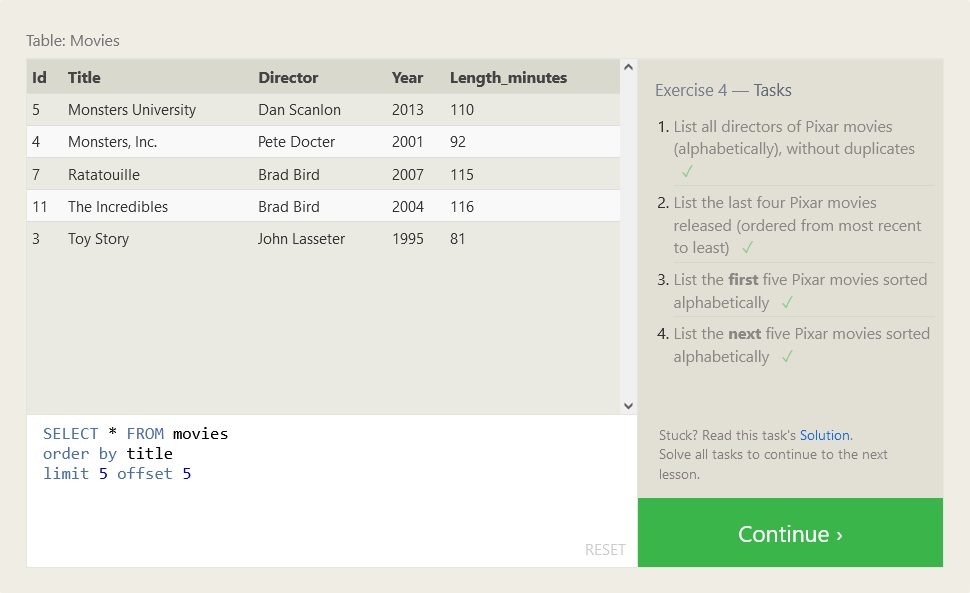 Table: Movies
Id Title Director Year Length_minutes
5 Monsters University Dan Scanlon 2013 110
4 Monsters, Inc. Pete Docter 2001 92
7 Ratatouille Brad Bird 2007 115
11 The Incredibles Brad Bird 2004 116
3 Toy Story John Lasseter 1995 81
SELECT * FROM movies
order by title
limit 5 offset 5
RESET
Exercise 4 — Tasks
1. List all directors of Pixar movies
(alphabetically), without duplicates
✓
2. List the last four Pixar movies
released (ordered from most recent
to least) ✓
3. List the first five Pixar movies sorted
alphabetically ✓
4. List the next five Pixar movies sorted
alphabetically ✓
Stuck? Read this task's Solution.
Solve all tasks to continue to the next
lesson.
Continue ›